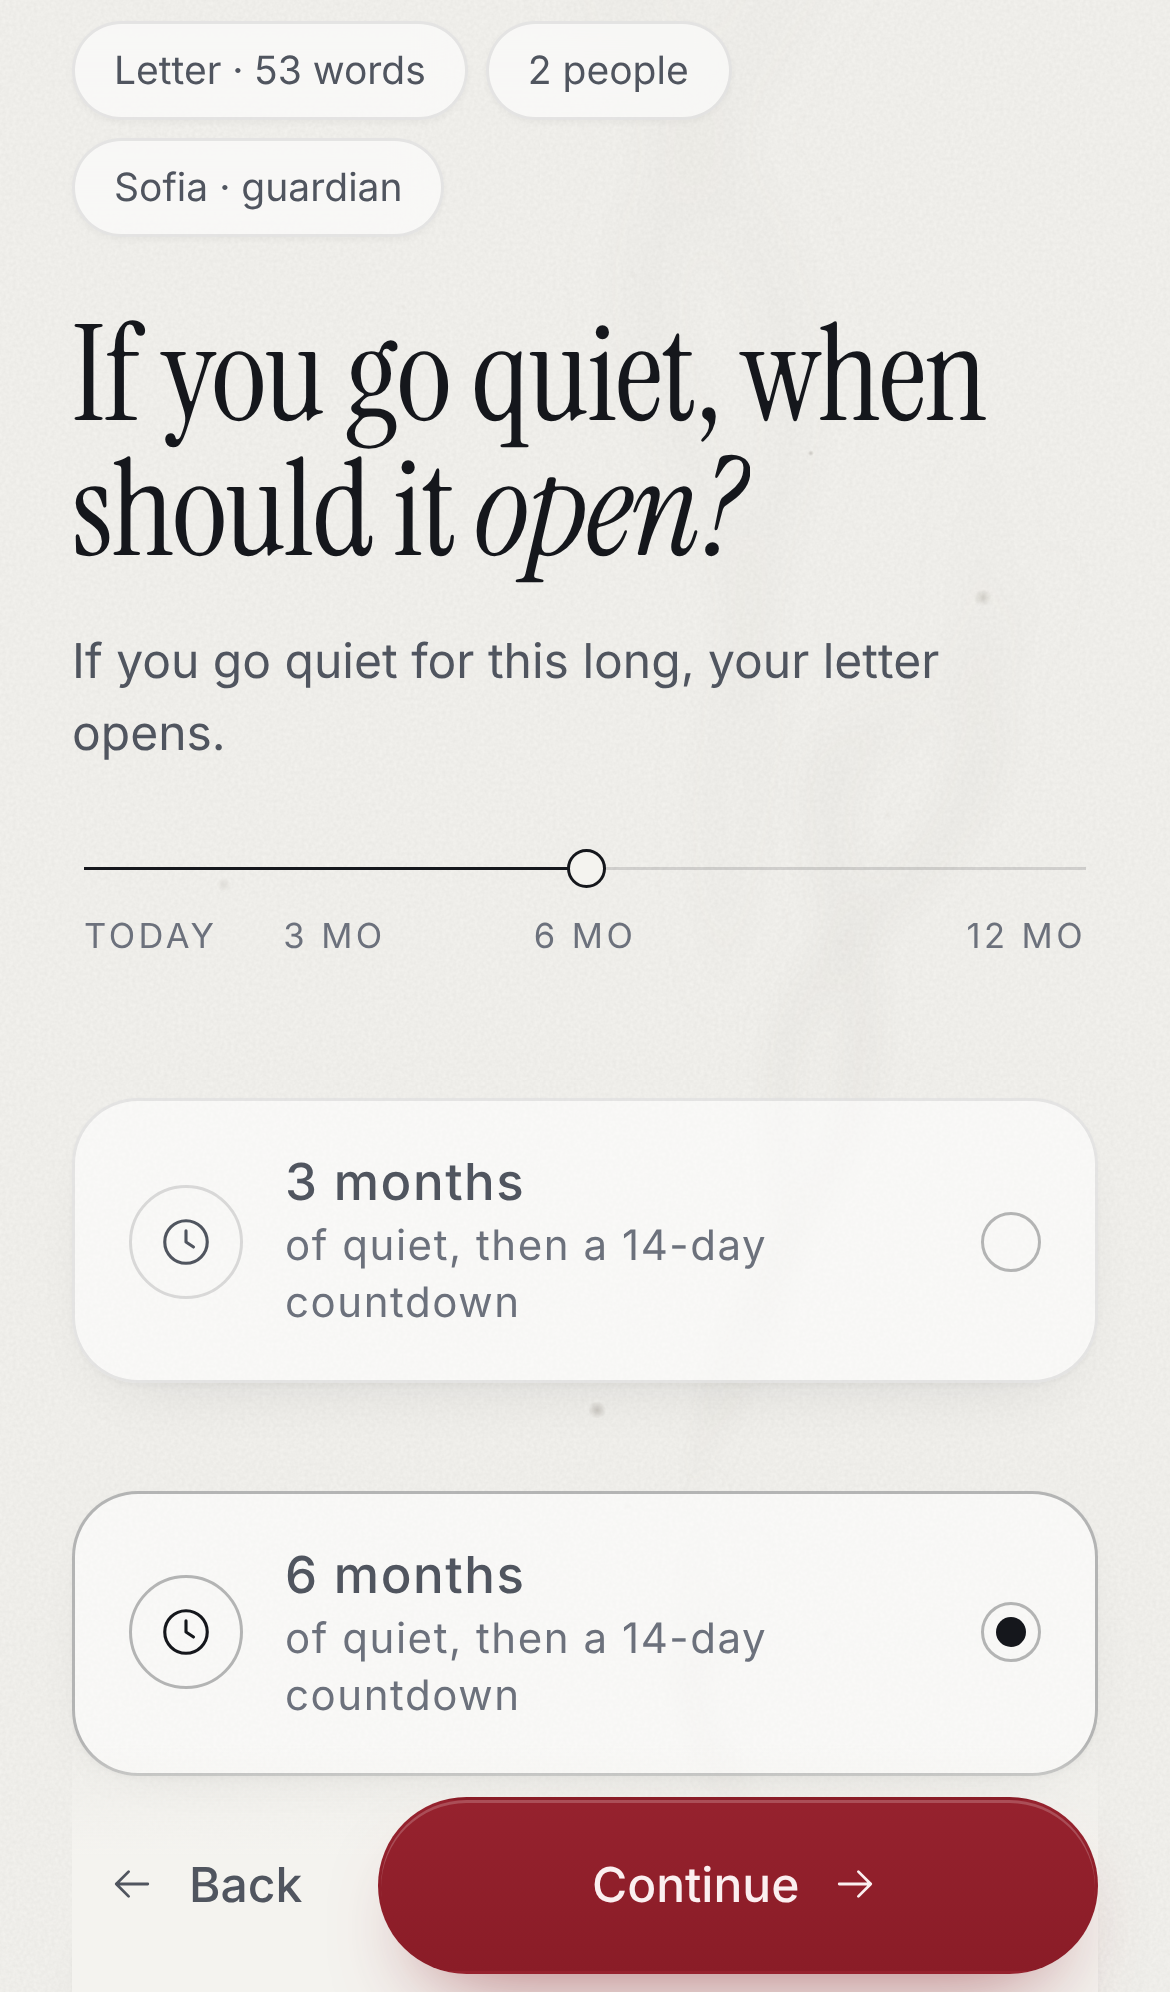 Letter · 53 words
2 people
Sofia · guardian
If you go quiet, when
should it open?
If you go quiet for this long, your letter
opens.
TODAY 3 MO 6 MO 12 MO
3 months
of quiet, then a 14-day
countdown
6 months
of quiet, then a 14-day
countdown
← Back
Continue →